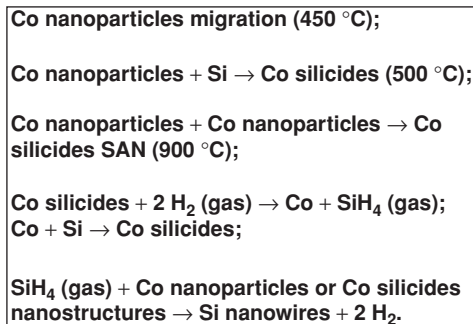 Co nanoparticles migration (450 °C);
Co nanoparticles + Si → Co silicides (500 °C);
Co nanoparticles + Co nanoparticles → Co
silicides SAN (900 °C);
Co silicides + 2 H₂ (gas) → Co + SiH₄ (gas);
Co + Si → Co silicides;
SiH₄ (gas) + Co nanoparticles or Co silicides
nanostructures → Si nanowires + 2 H₂.